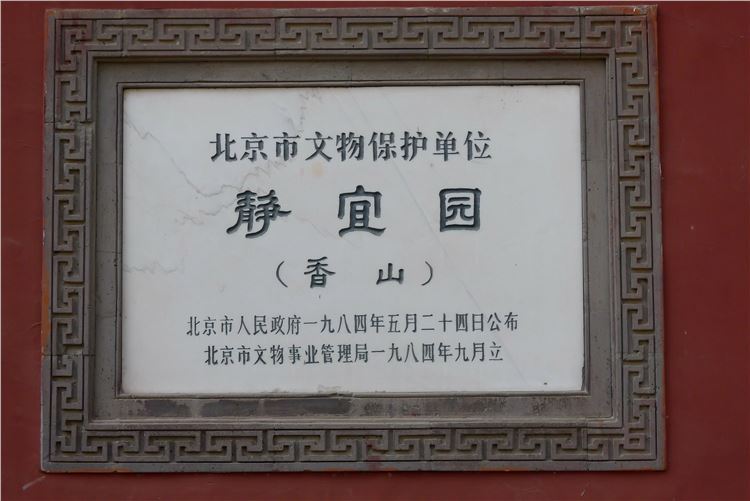 北京市文物保护单位
静宜园
（香山）
北京市人民政府一九八四年五月二十四日公布
北京市文物事业管理局一九八四年九月立